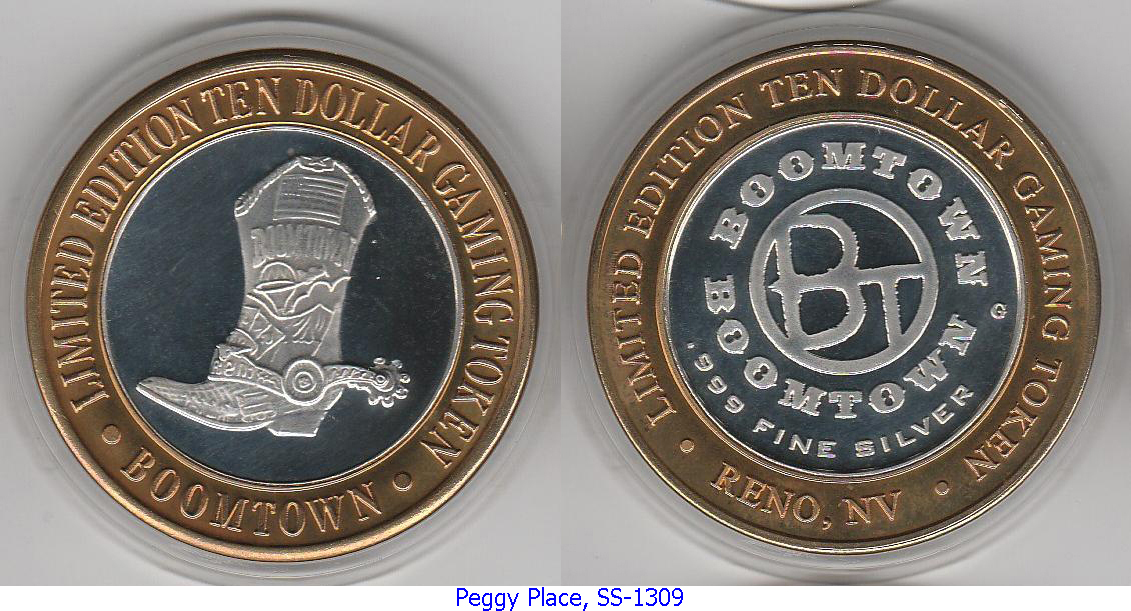 LIMITED EDITION TEN DOLLAR GAMING TOKEN
• BOOMTOWN •
BOOMTOWN
LIMITED EDITION TEN DOLLAR GAMING TOKEN
• RENO, NV •
BOOMTOWN
BT
BOOMTOWN
G
.999 FINE SILVER
Peggy Place, SS-1309